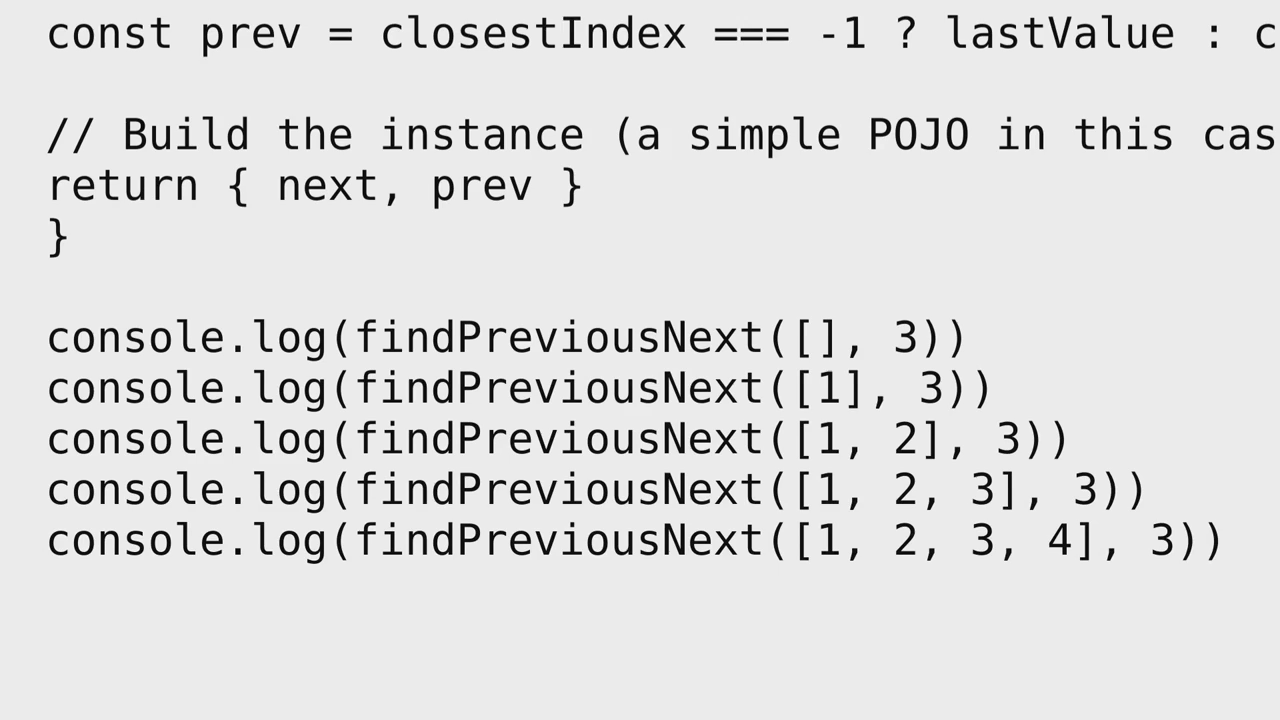 const prev = closestIndex === -1 ? lastValue : c
// Build the instance (a simple POJO in this cas
return { next, prev }
}
console.log(findPreviousNext([], 3))
console.log(findPreviousNext([1], 3))
console.log(findPreviousNext([1, 2], 3))
console.log(findPreviousNext([1, 2, 3], 3))
console.log(findPreviousNext([1, 2, 3, 4], 3))